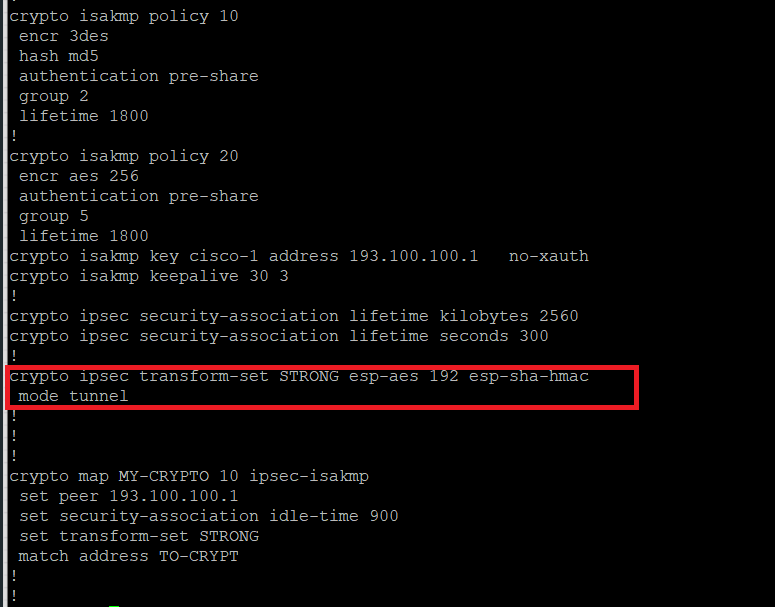 crypto isakmp policy 10
 encr 3des
 hash md5
 authentication pre-share
 group 2
 lifetime 1800
!
crypto isakmp policy 20
 encr aes 256
 authentication pre-share
 group 5
 lifetime 1800
crypto isakmp key cisco-1 address 193.100.100.1   no-xauth
crypto isakmp keepalive 30 3
!
crypto ipsec security-association lifetime kilobytes 2560
crypto ipsec security-association lifetime seconds 300
!
crypto ipsec transform-set STRONG esp-aes 192 esp-sha-hmac
 mode tunnel
!
!
!
crypto map MY-CRYPTO 10 ipsec-isakmp
 set peer 193.100.100.1
 set security-association idle-time 900
 set transform-set STRONG
 match address TO-CRYPT
!
!